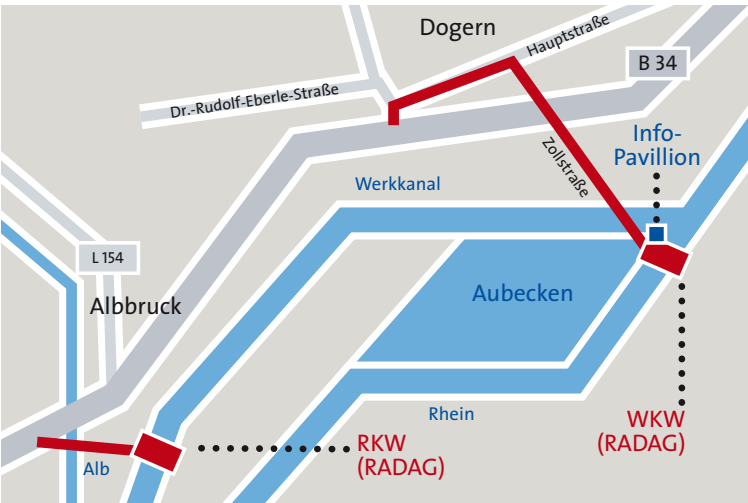 Dogern
Hauptstraße
B 34
Dr.-Rudolf-Eberle-Straße
Info-
Pavillion
Zollstraße
Werkkanal
L 154
Aubecken
Albbruck
Rhein
WKW
(RADAG)
RKW
(RADAG)
Alb